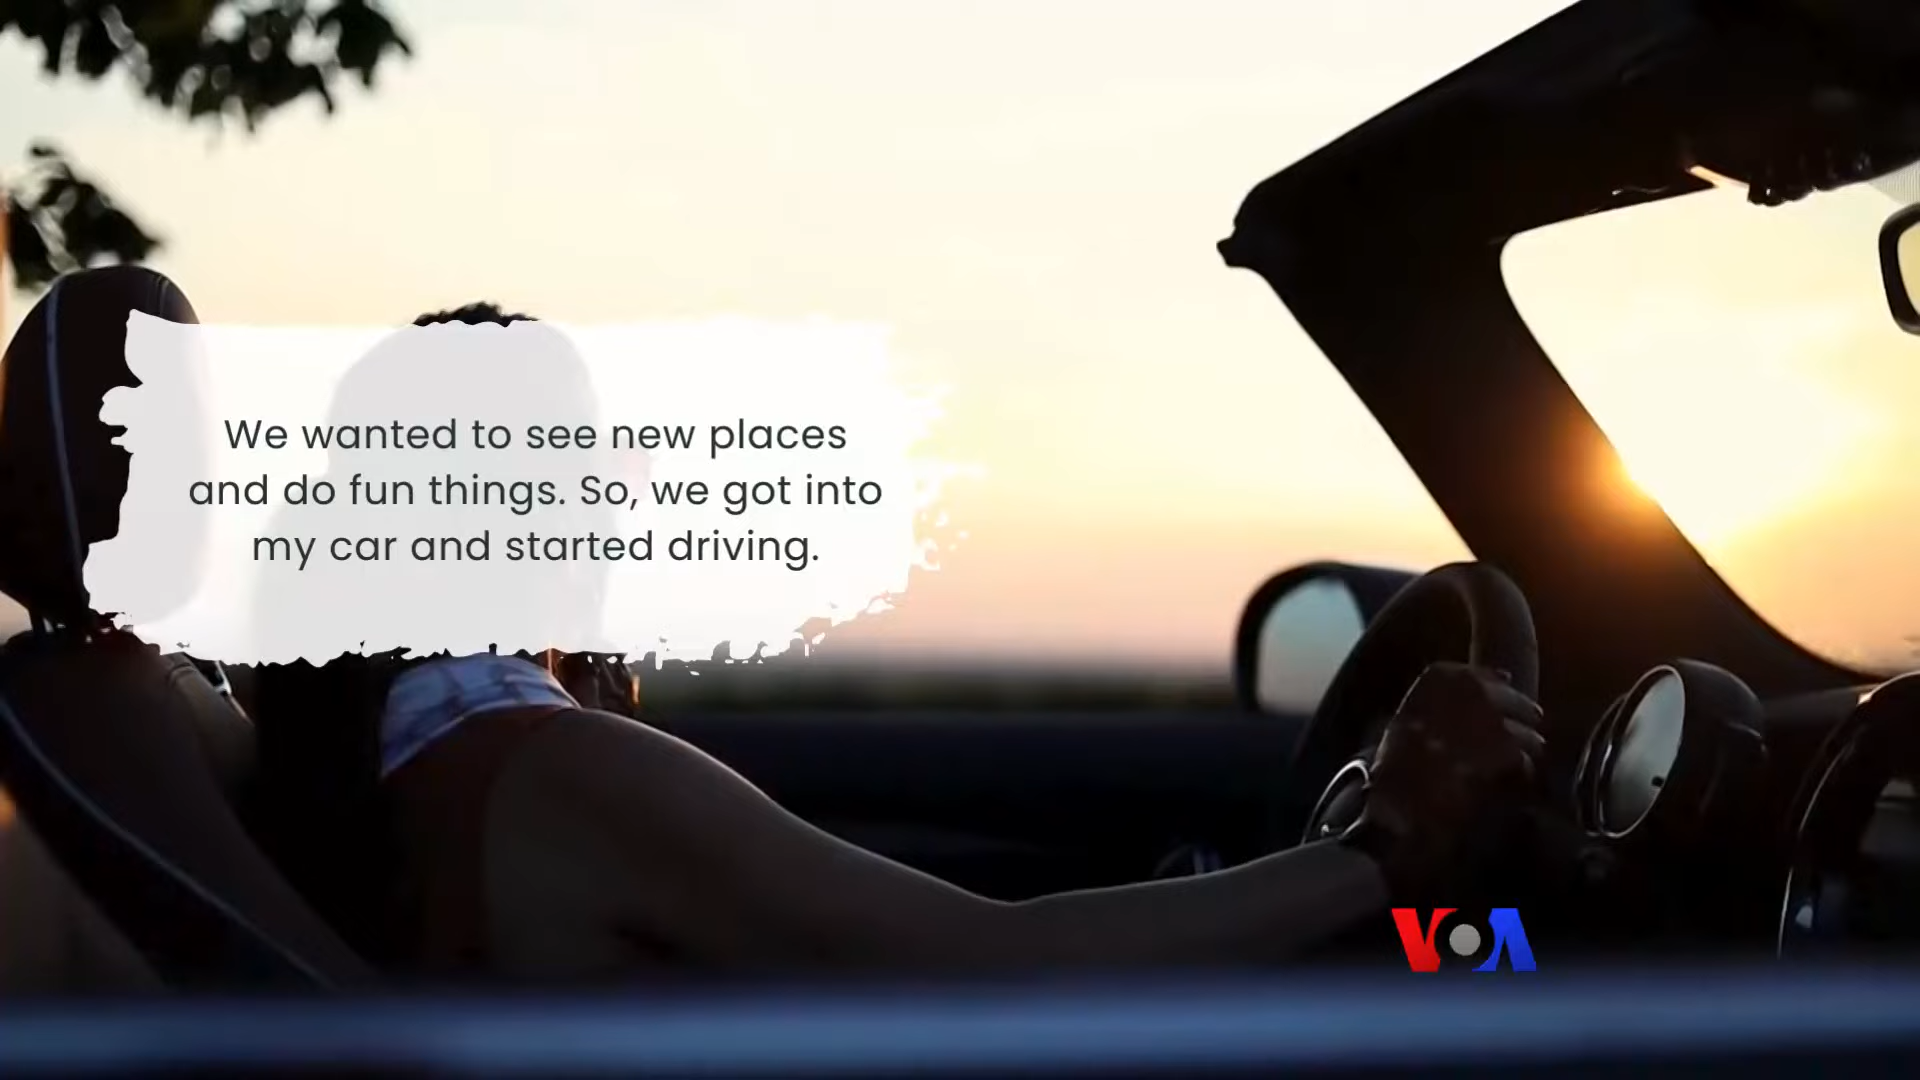 We wanted to see new places
and do fun things. So, we got into
my car and started driving.
VOA